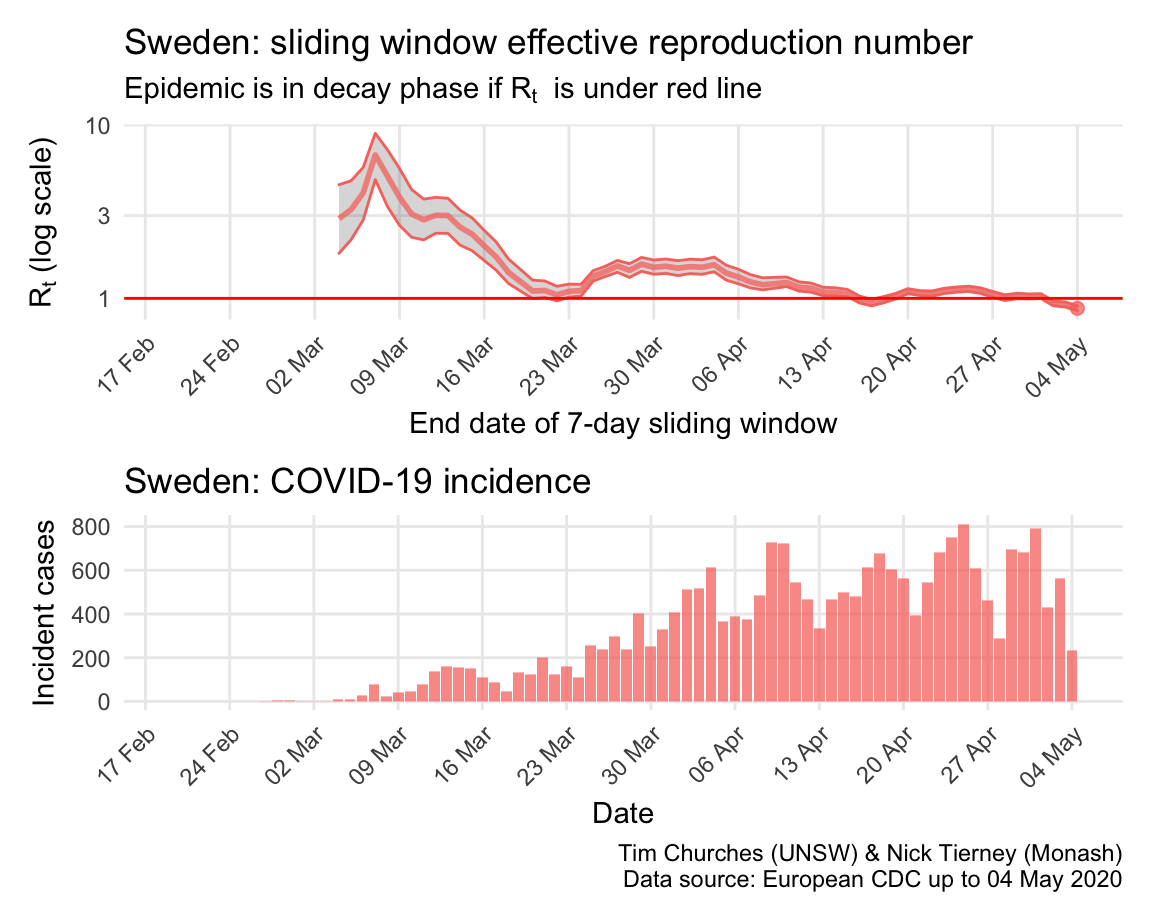 Sweden: sliding window effective reproduction number
Epidemic is in decay phase if Rt is under red line
Rt (log scale)
10
3
1
17 Feb
24 Feb
02 Mar
09 Mar
16 Mar
23 Mar
30 Mar
06 Apr
13 Apr
20 Apr
27 Apr
04 May
End date of 7-day sliding window
Sweden: COVID-19 incidence
Incident cases
800
600
400
200
0
17 Feb
24 Feb
02 Mar
09 Mar
16 Mar
23 Mar
30 Mar
06 Apr
13 Apr
20 Apr
27 Apr
04 May
Date
Tim Churches (UNSW) & Nick Tierney (Monash)
Data source: European CDC up to 04 May 2020